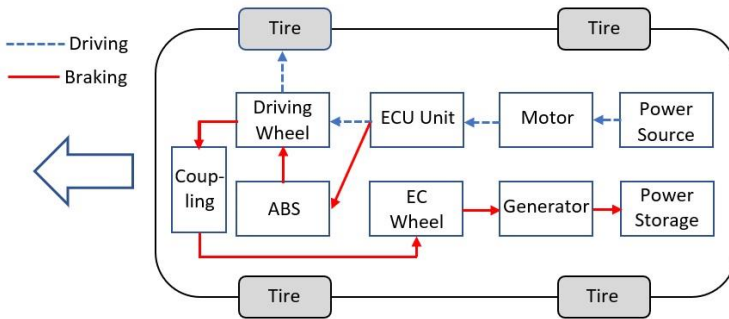 Driving
Braking
Tire
Tire
Driving
Wheel
ECU Unit
Motor
Power
Source
Coup-
ling
ABS
EC
Wheel
Generator
Power
Storage
Tire
Tire